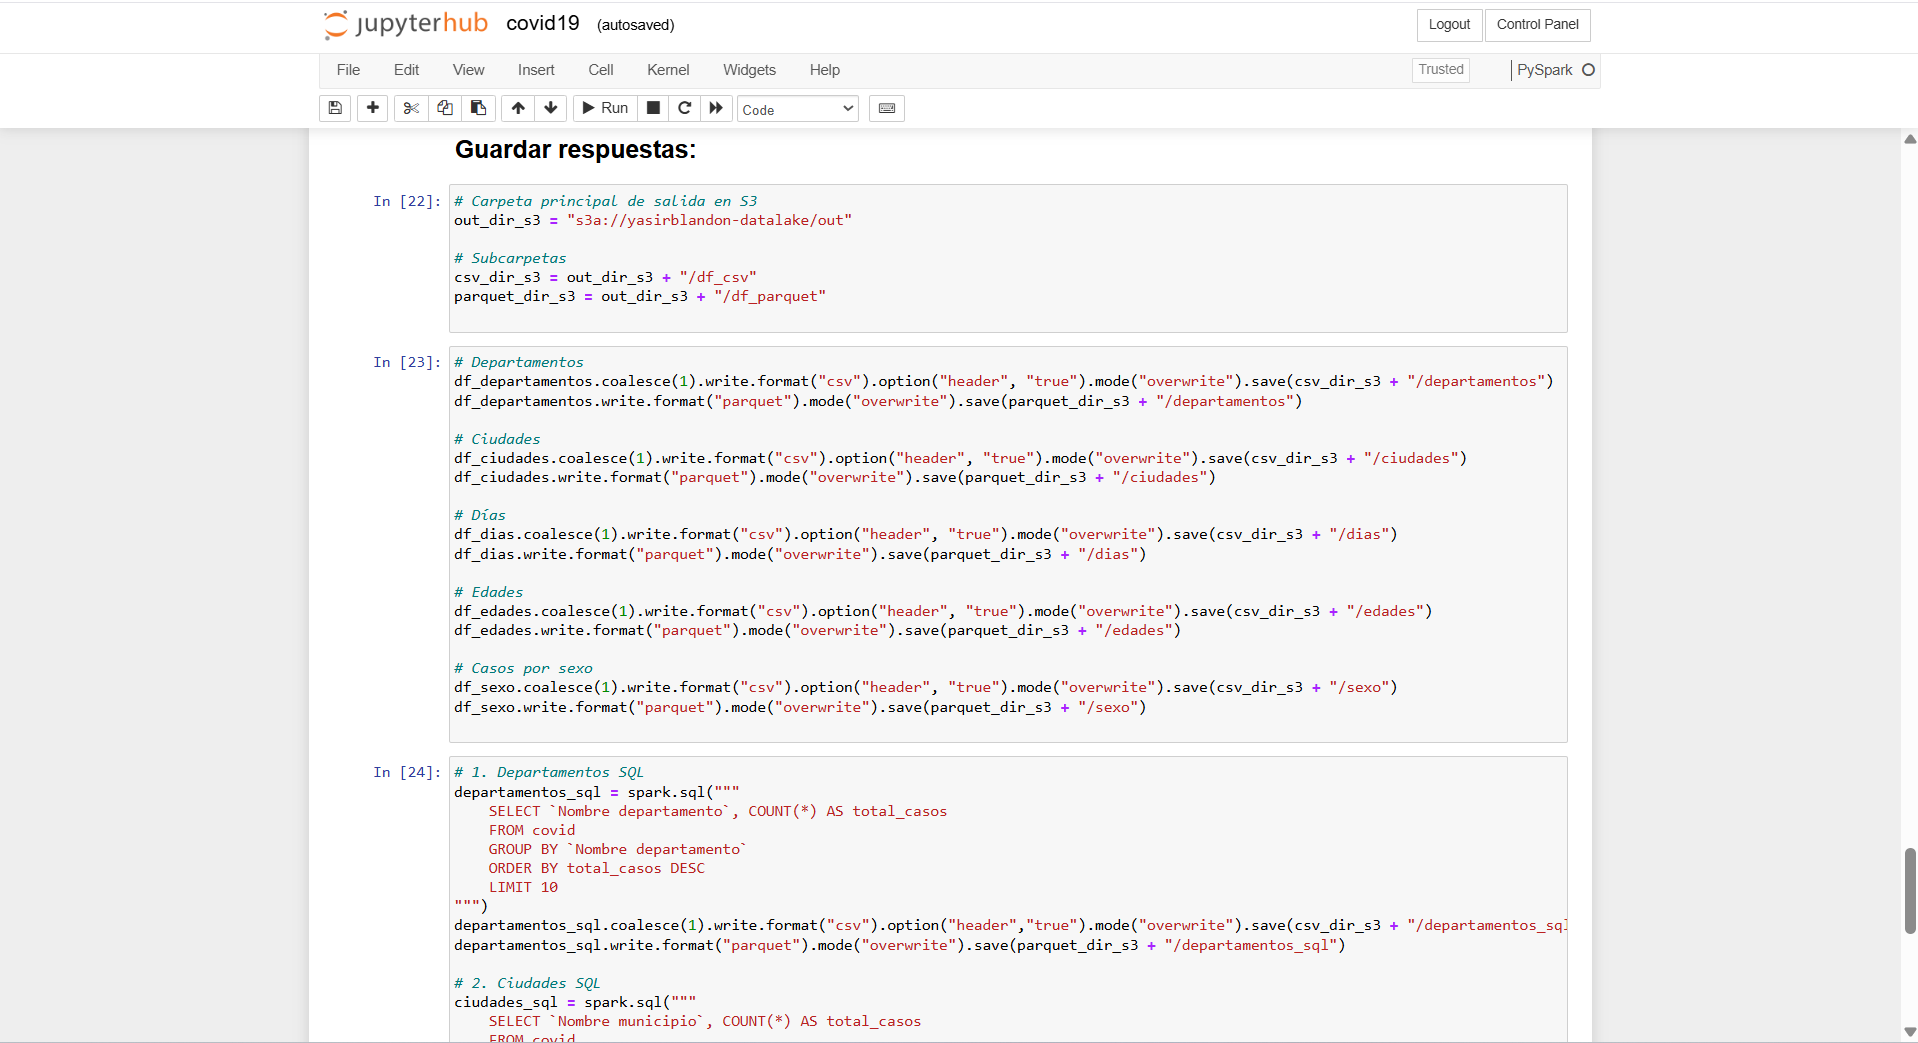 jupyterhub covid19 (autosaved) Logout Control Panel
File Edit View Insert Cell Kernel Widgets Help Trusted PySpark
Run Code
Guardar respuestas:
In [22]: # Carpeta principal de salida en S3
out_dir_s3 = "s3a://yasirblandon-datalake/out"
# Subcarpetas
csv_dir_s3 = out_dir_s3 + "/df_csv"
parquet_dir_s3 = out_dir_s3 + "/df_parquet"
In [23]: # Departamentos
df_departamentos.coalesce(1).write.format("csv").option("header", "true").mode("overwrite").save(csv_dir_s3 + "/departamentos")
df_departamentos.write.format("parquet").mode("overwrite").save(parquet_dir_s3 + "/departamentos")
# Ciudades
df_ciudades.coalesce(1).write.format("csv").option("header", "true").mode("overwrite").save(csv_dir_s3 + "/ciudades")
df_ciudades.write.format("parquet").mode("overwrite").save(parquet_dir_s3 + "/ciudades")
# Días
df_dias.coalesce(1).write.format("csv").option("header", "true").mode("overwrite").save(csv_dir_s3 + "/dias")
df_dias.write.format("parquet").mode("overwrite").save(parquet_dir_s3 + "/dias")
# Edades
df_edades.coalesce(1).write.format("csv").option("header", "true").mode("overwrite").save(csv_dir_s3 + "/edades")
df_edades.write.format("parquet").mode("overwrite").save(parquet_dir_s3 + "/edades")
# Casos por sexo
df_sexo.coalesce(1).write.format("csv").option("header", "true").mode("overwrite").save(csv_dir_s3 + "/sexo")
df_sexo.write.format("parquet").mode("overwrite").save(parquet_dir_s3 + "/sexo")
In [24]: # 1. Departamentos SQL
departamentos_sql = spark.sql("""
SELECT `Nombre departamento`, COUNT(*) AS total_casos
FROM covid
GROUP BY `Nombre departamento`
ORDER BY total_casos DESC
LIMIT 10
""")
departamentos_sql.coalesce(1).write.format("csv").option("header","true").mode("overwrite").save(csv_dir_s3 + "/departamentos_sql
departamentos_sql.write.format("parquet").mode("overwrite").save(parquet_dir_s3 + "/departamentos_sql")
# 2. Ciudades SQL
ciudades_sql = spark.sql("""
SELECT `Nombre municipio`, COUNT(*) AS total_casos
FROM covid